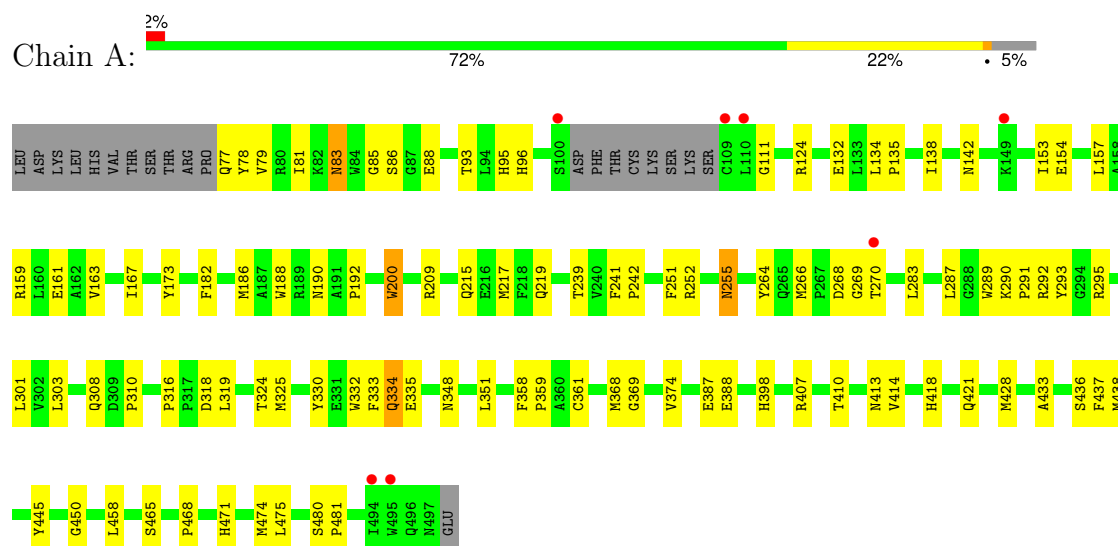 2%
Chain A:
72% 22% • 5%
LEU ASP LYS LEU HIS VAL THR SER THR ARG PRO Q77 Y78 V79 R80 I81 K82 N83 W84 G85 S86 G87 E88 T93 L94 H95 H96 S100 ASP PHE THR CYS LYS SER LYS SER C109 L110 G111 R124 E132 L133 L134 P135 I138 N142 K149 I153 E154 L157 A158
R159 L160 E161 A162 V163 I167 Y173 F182 M186 A187 W188 R189 N190 A191 P192 W200 R209 Q215 E216 M217 F218 Q219 T239 V240 F241 P242 F251 R252 N255 Y264 Q265 M266 P267 D268 G269 T270 L283 L287 G288 W289 K290 P291 R292 Y293 G294 R295
L301 V302 L303 Q308 D309 P310 P316 P317 D318 L319 T324 M325 Y330 E331 W332 F333 Q334 E335 N348 L351 F358 P359 A360 C361 M368 G369 V374 E387 E388 H398 R407 T410 N413 V414 H418 Q421 M428 A433 S436 F437 M438
Y445 G450 L458 S465 P468 H471 M474 L475 S480 P481 I494 W495 Q496 N497 GLU